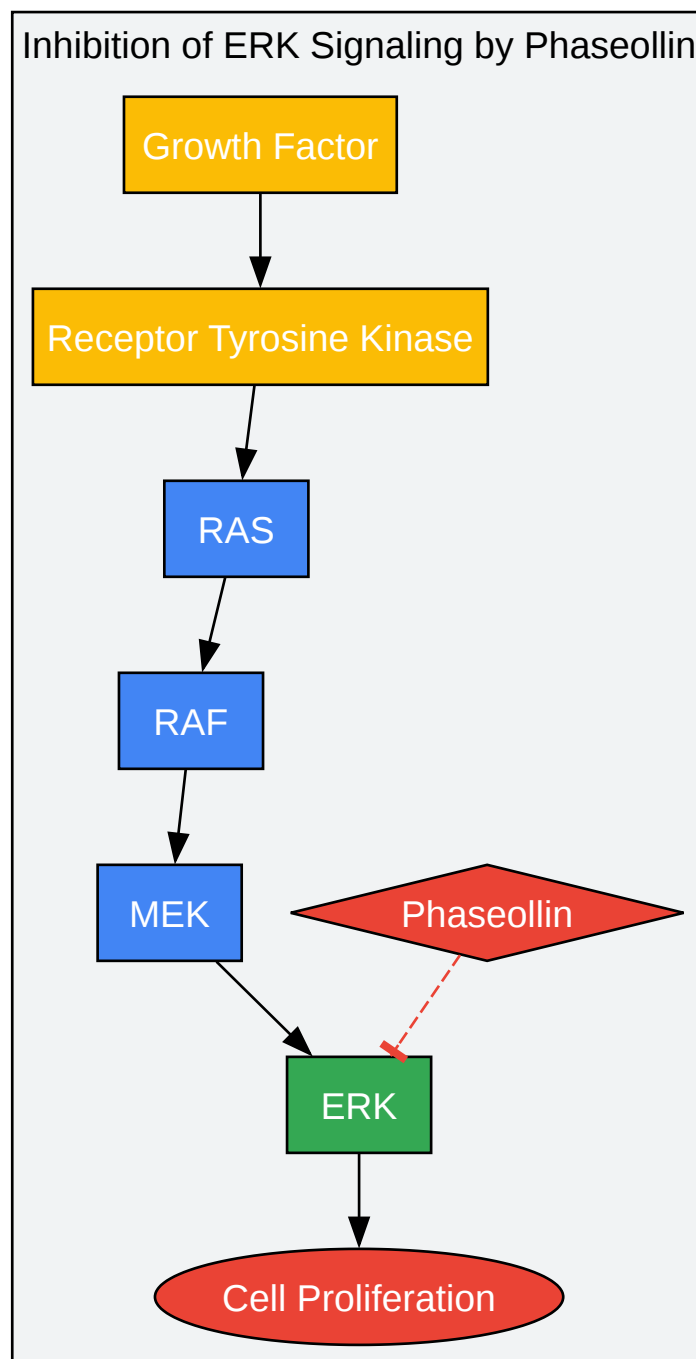 Inhibition of ERK Signaling by Phaseollin
Growth Factor
Receptor Tyrosine Kinase
RAS
RAF
MEK
Phaseollin
ERK
Cell Proliferation